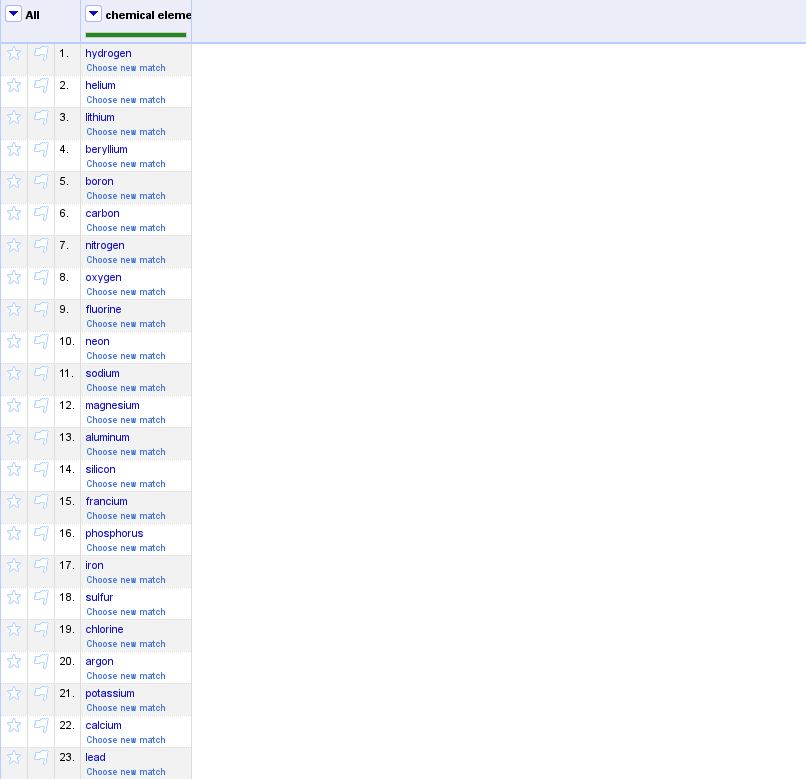 All chemical eleme
1. hydrogen
Choose new match
2. helium
Choose new match
3. lithium
Choose new match
4. beryllium
Choose new match
5. boron
Choose new match
6. carbon
Choose new match
7. nitrogen
Choose new match
8. oxygen
Choose new match
9. fluorine
Choose new match
10. neon
Choose new match
11. sodium
Choose new match
12. magnesium
Choose new match
13. aluminum
Choose new match
14. silicon
Choose new match
15. francium
Choose new match
16. phosphorus
Choose new match
17. iron
Choose new match
18. sulfur
Choose new match
19. chlorine
Choose new match
20. argon
Choose new match
21. potassium
Choose new match
22. calcium
Choose new match
23. lead
Choose new match